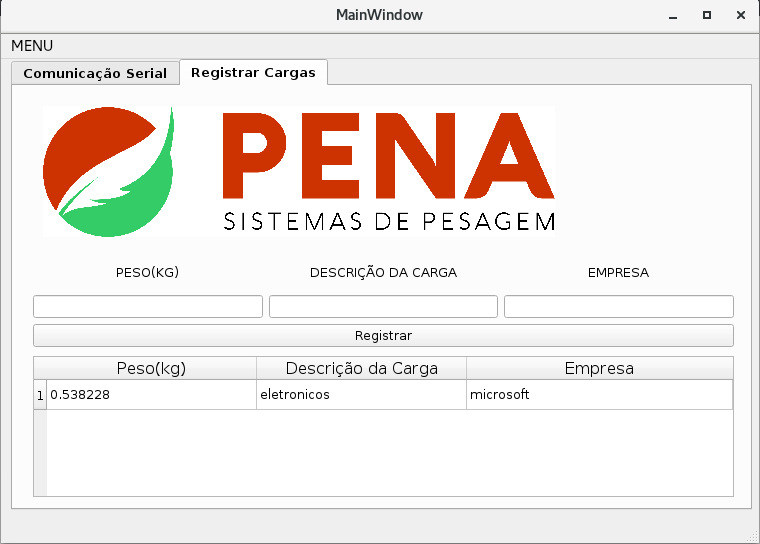 MainWindow
MENU
Comunicação Serial
Registrar Cargas
PENA
SISTEMAS DE PESAGEM
PESO(KG) DESCRIÇÃO DA CARGA EMPRESA
Registrar
Peso(kg) Descrição da Carga Empresa
1 0.538228 eletronicos microsoft